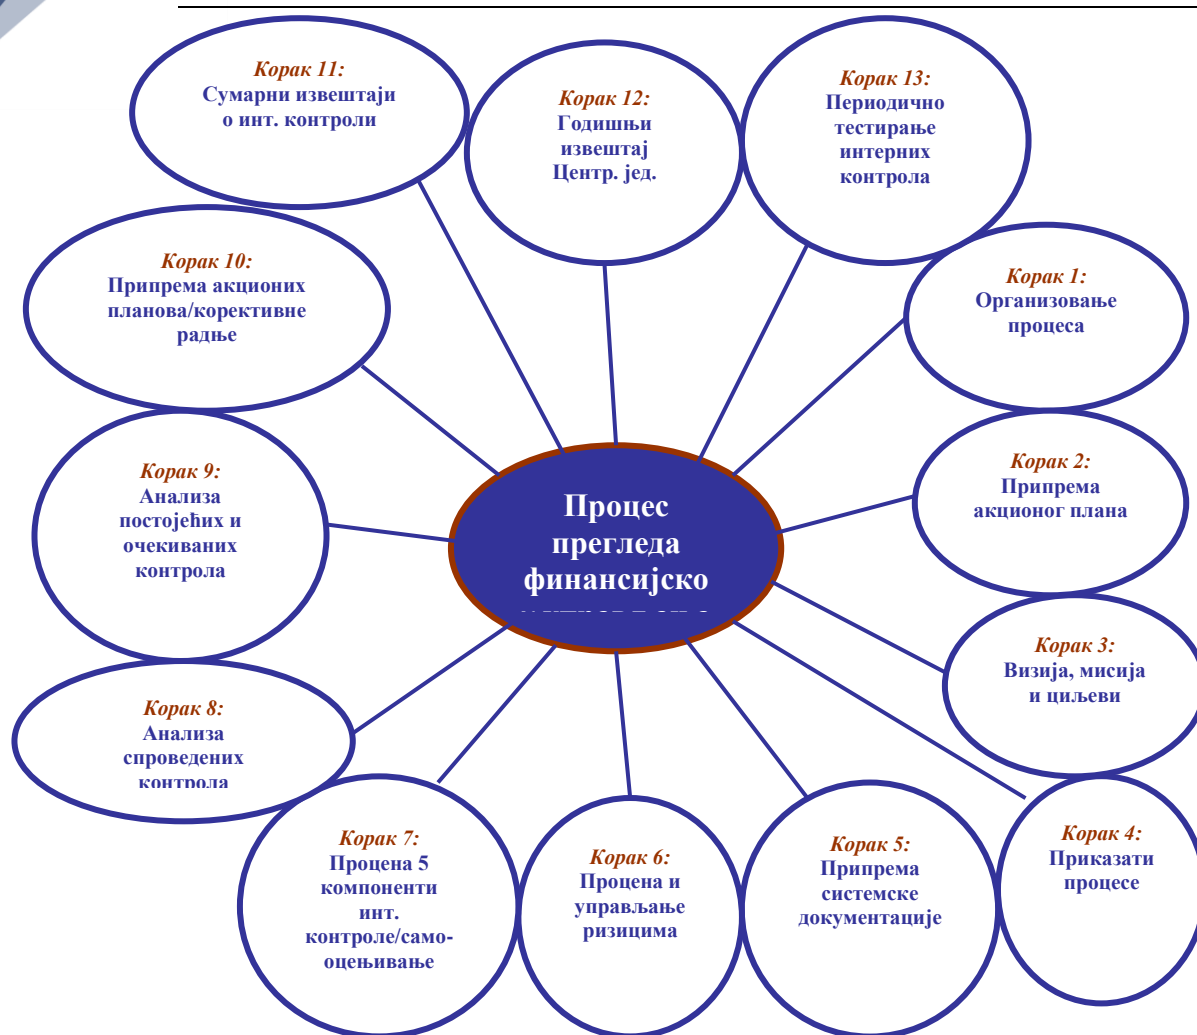 Корак 11:
Сумарни извештаји
о инт. контроли
Корак 12:
Годишњи
извештај
Центр. јед.
Корак 13:
Периодично
тестирање
интерних
контрола
Корак 10:
Припрема акционих
планова/корективне
радње
Корак 1:
Организовање
процеса
Корак 9:
Анализа
постојећих и
очекиваних
контрола
Корак 2:
Припрема
акционог плана
Процес
прегледа
финансијско
Корак 3:
Визија, мисија
и циљеви
Корак 8:
Анализа
спроведених
контрола
Корак 7:
Процена 5
компоненти
инт.
контроле/само-
оцењивање
Корак 6:
Процена и
управљање
ризицима
Корак 5:
Припрема
системске
документације
Корак 4:
Приказати
процесе